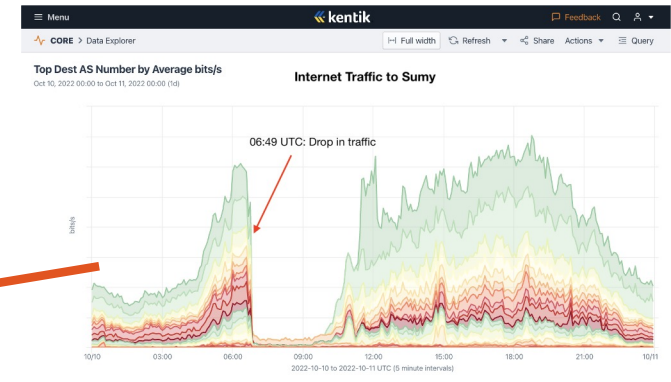 Menu
kentik
Feedback
CORE > Data Explorer
Full width Refresh Share Actions Query
Top Dest AS Number by Average bits/s
Oct 10, 2022 00:00 to Oct 11, 2022 00:00 (1d)
Internet Traffic to Sumy
06:49 UTC: Drop in traffic
bits/s
10/10 03:00 06:00 09:00 12:00 15:00 18:00 21:00 10/11
2022-10-10 to 2022-10-11 UTC (5 minute intervals)